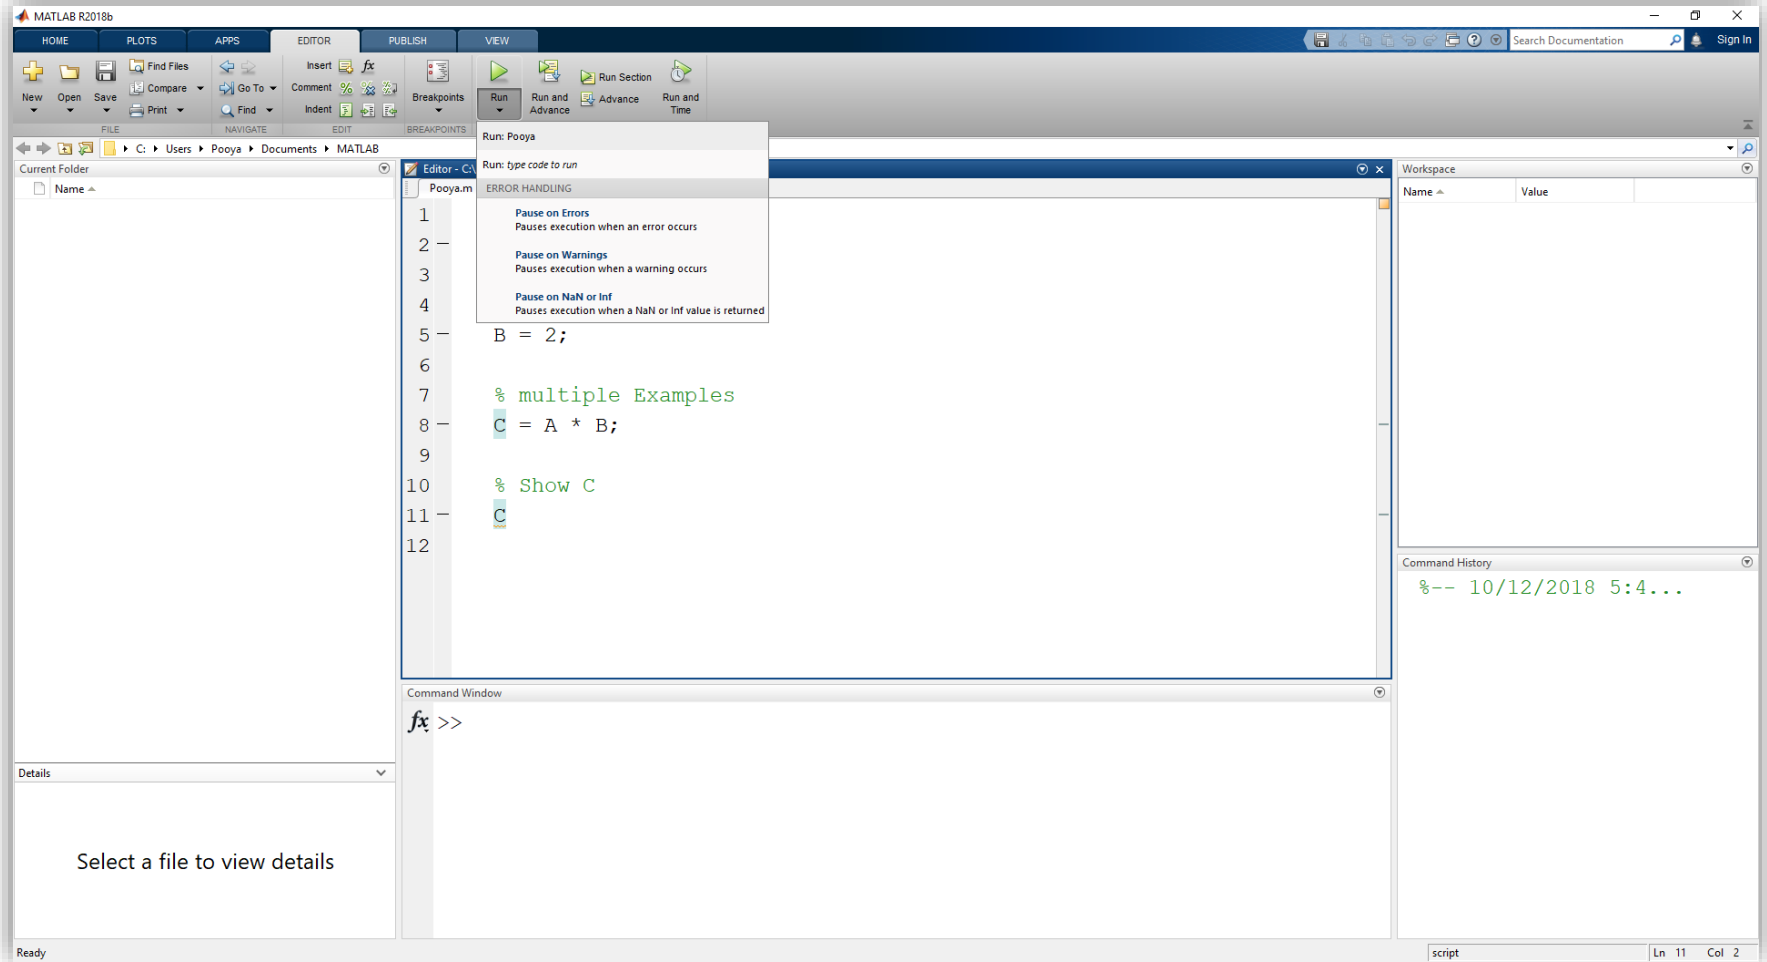 MATLAB R2018b
HOME PLOTS APPS EDITOR PUBLISH VIEW
Search Documentation
Sign In
New
Open
Save
Find Files
Compare
Print
FILE
Go To
Find
NAVIGATE
Insert fx
Comment
Indent
EDIT
Breakpoints
BREAKPOINTS
Run
Run and
Advance
Run Section
Advance
Run and
Time
Run: Pooya
Run: type code to run
ERROR HANDLING
Pause on Errors
Pauses execution when an error occurs
Pause on Warnings
Pauses execution when a warning occurs
Pause on NaN or Inf
Pauses execution when a NaN or Inf value is returned
C: Users Pooya Documents MATLAB
Current Folder
Name
Details
Select a file to view details
Editor - C:\
Pooya.m
1
2
3
4
5 B = 2;
6
7 % multiple Examples
8 C = A * B;
9
10 % Show C
11 C
12
Command Window
fx >>
Workspace
Name Value
Command History
%-- 10/12/2018 5:4...
Ready
script
Ln 11 Col 2